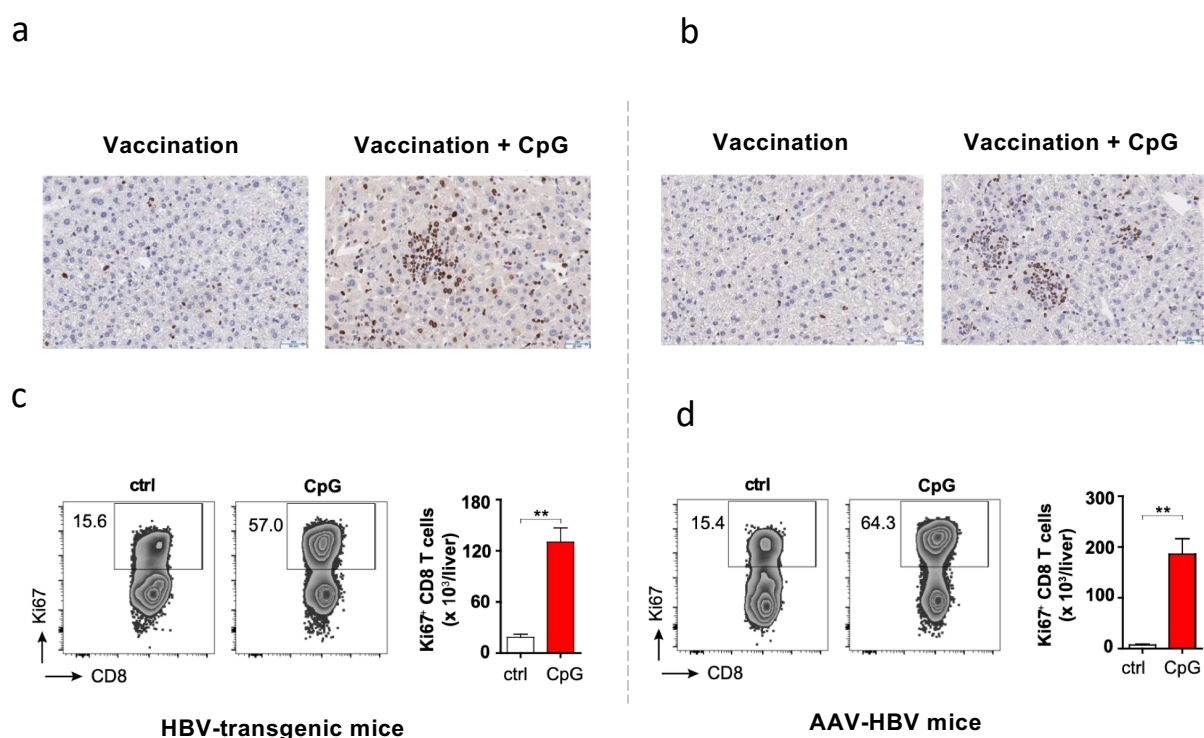 a
b
Vaccination
Vaccination + CpG
Vaccination
Vaccination + CpG
c
d
ctrl
CpG
15.6
57.0
Ki67
CD8
Ki67⁺ CD8 T cells
(x 10³/liver)
180
120
60
0
**
ctrl
CpG
ctrl
CpG
15.4
64.3
Ki67
CD8
Ki67⁺ CD8 T cells
(x 10³/liver)
300
200
100
0
**
ctrl
CpG
HBV-transgenic mice
AAV-HBV mice